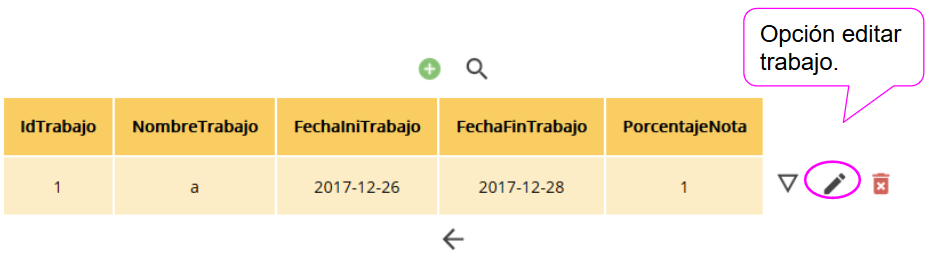 Opción editar
trabajo.
IdTrabajo NombreTrabajo FechaIniTrabajo FechaFinTrabajo PorcentajeNota
1 a 2017-12-26 2017-12-28 1